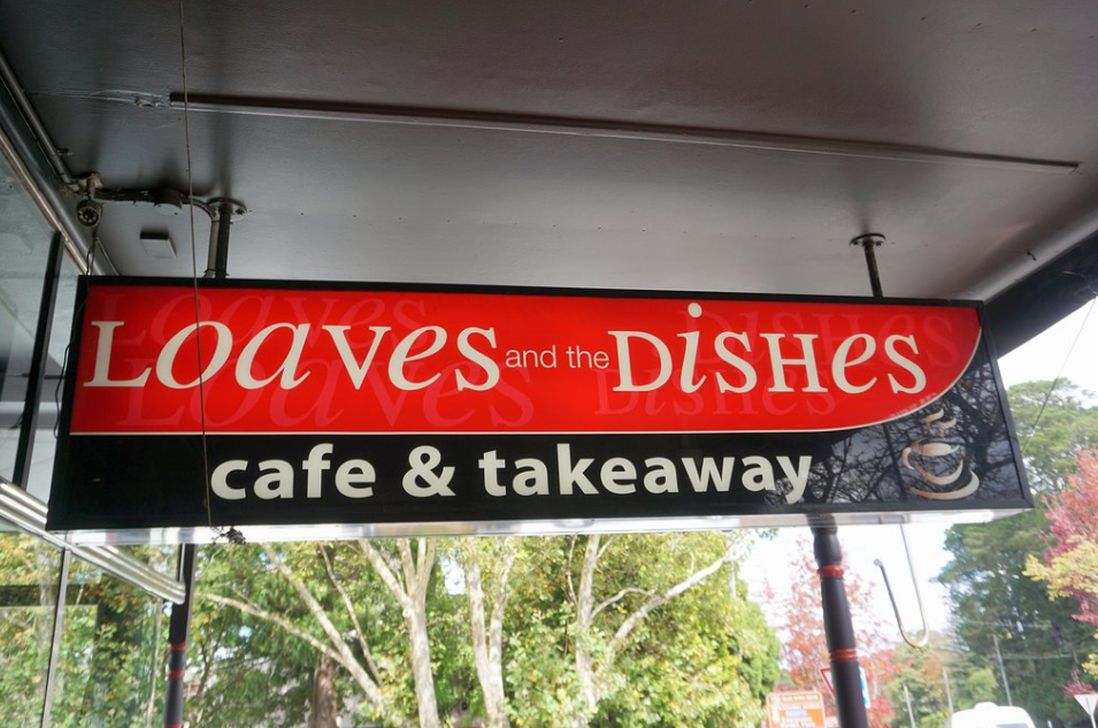 Loaves and the Dishes
cafe & takeaway